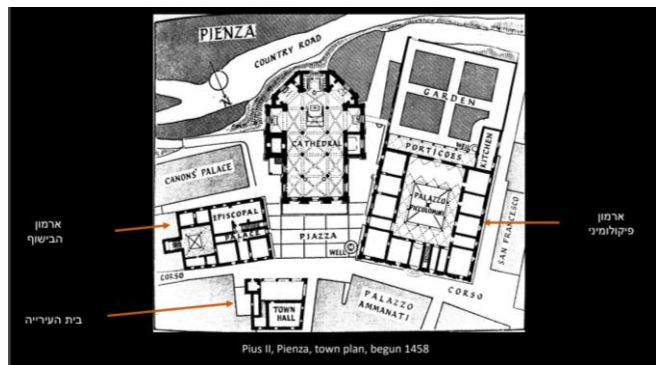 PIENZA
COUNTRY ROAD
N
GARDEN
CATHEDRAL
WELL
PORTICOES
KITCHEN
CANONS' PALACE
PALAZZO
PICCOLOMINI
SAN FRANCESCO
EPISCOPAL
PALACE
PIAZZA
WELL
ארמון
הבישוף
ארמון
פיקולומיני
CORSO
CORSO
PALAZZO
AMMANATI
TOWN
HALL
בית העירייה
Pius II, Pienza, town plan, begun 1458